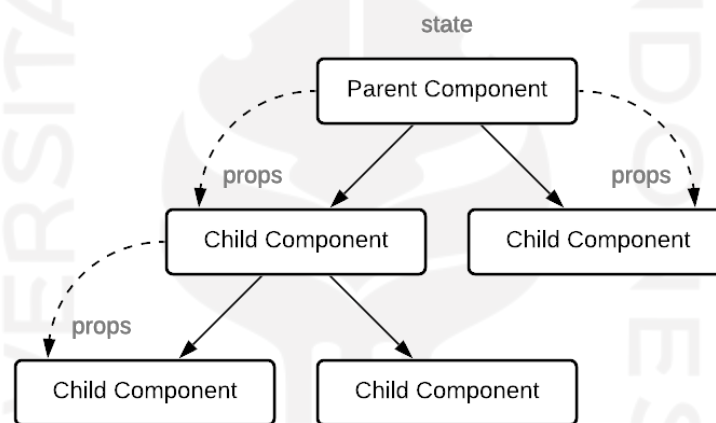 state
Parent Component
props
props
Child Component
Child Component
props
Child Component
Child Component